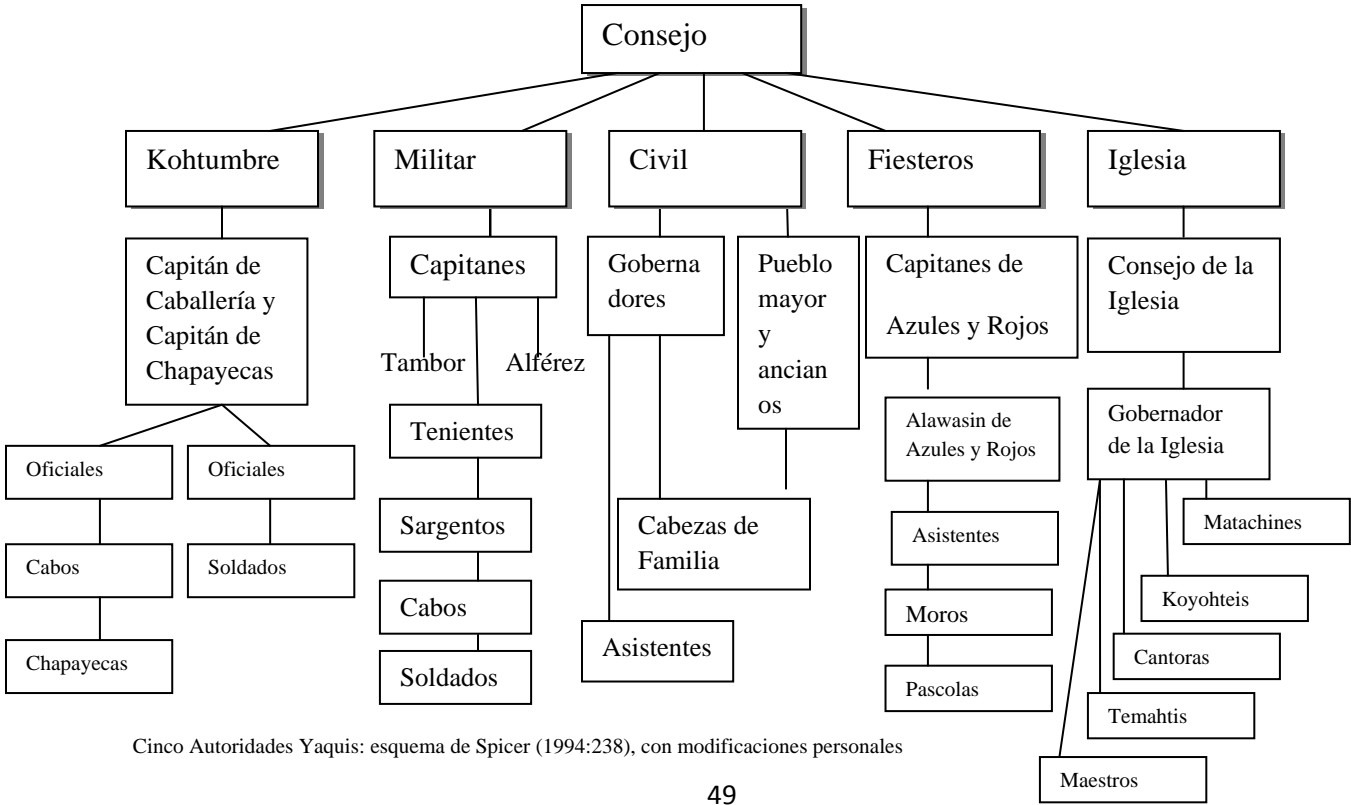 Consejo
Kohtumbre
Militar
Civil
Fiesteros
Iglesia
Capitán de
Caballería y
Capitán de
Chapayecas
Oficiales
Oficiales
Cabos
Soldados
Chapayecas
Capitanes
Tambor
Alférez
Tenientes
Sargentos
Cabos
Soldados
Goberna
dores
Pueblo
mayor
y
ancian
os
Cabezas de
Familia
Asistentes
Capitanes de
Azules y Rojos
Alawasin de
Azules y Rojos
Asistentes
Moros
Pascolas
Consejo de la
Iglesia
Gobernador
de la Iglesia
Matachines
Koyohteis
Cantoras
Temahtis
Maestros
Cinco Autoridades Yaquis: esquema de Spicer (1994:238), con modificaciones personales
49